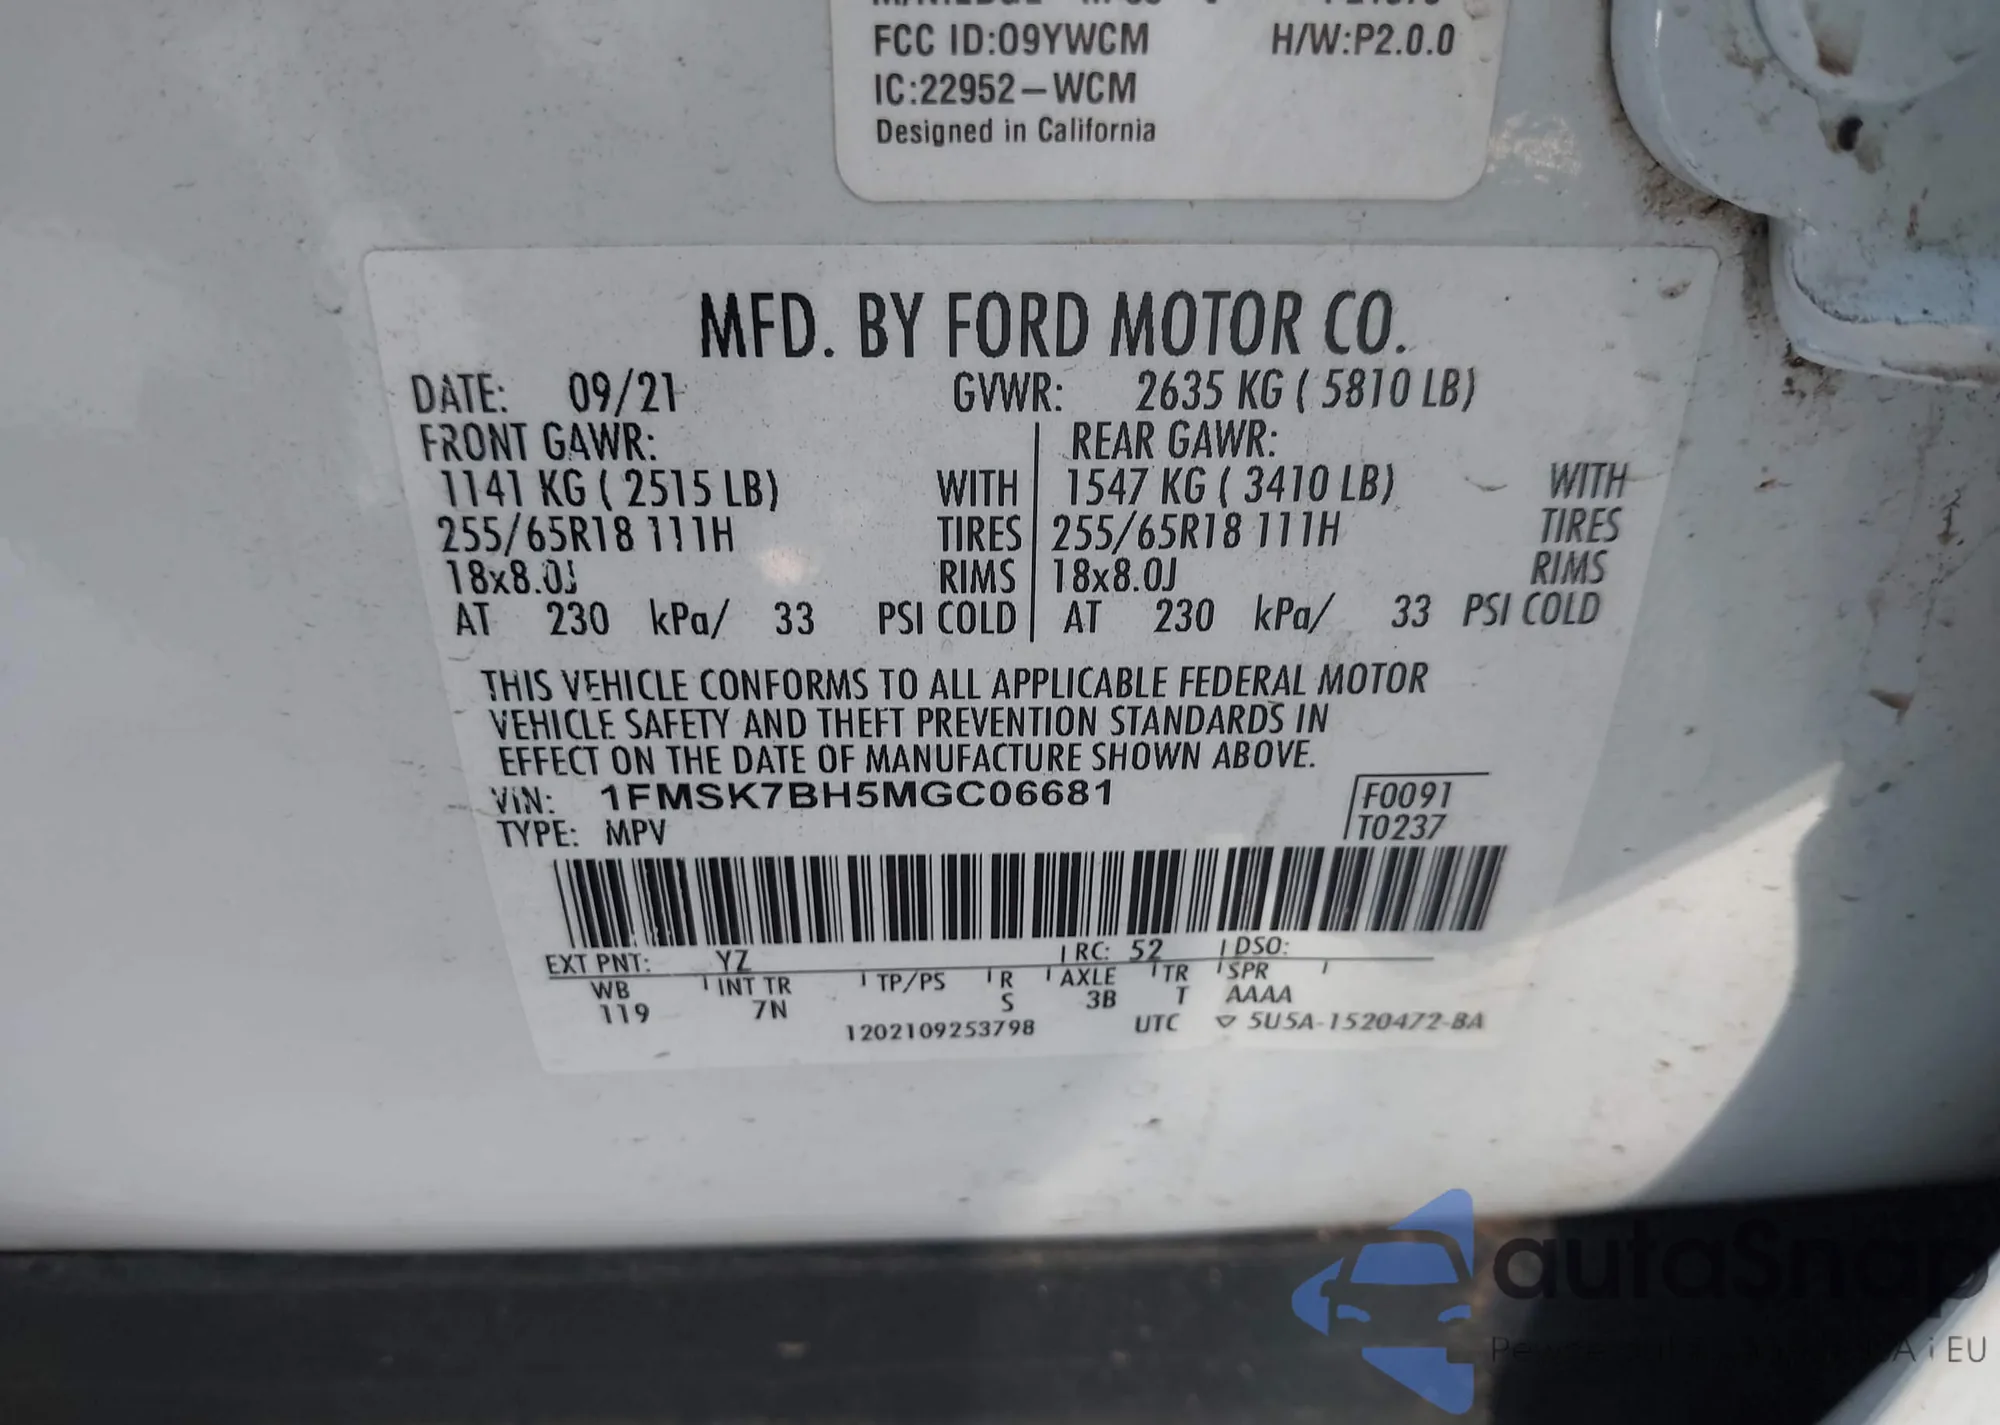 FCC ID:O9YWCM H/W:P2.0.0
IC:22952-WCM
Designed in California
MFD. BY FORD MOTOR CO.
DATE: 09/21 GVWR: 2635 KG ( 5810 LB)
FRONT GAWR: REAR GAWR:
1141 KG ( 2515 LB) WITH 1547 KG ( 3410 LB) WITH
255/65R18 111H TIRES 255/65R18 111H TIRES
18x8.0J RIMS 18x8.0J RIMS
AT 230 kPa/ 33 PSI COLD AT 230 kPa/ 33 PSI COLD
THIS VEHICLE CONFORMS TO ALL APPLICABLE FEDERAL MOTOR
VEHICLE SAFETY AND THEFT PREVENTION STANDARDS IN
EFFECT ON THE DATE OF MANUFACTURE SHOWN ABOVE.
VIN: 1FMSK7BH5MGC06681 F0091
TYPE: MPV T0237
EXT PNT: YZ RC: 52 DSO:
WB INT TR TP/PS R AXLE TR SPR
119 7N S 3B T AAAA
1202109253798 UTC 5U5A-1520472-BA
autoSnap
i EU